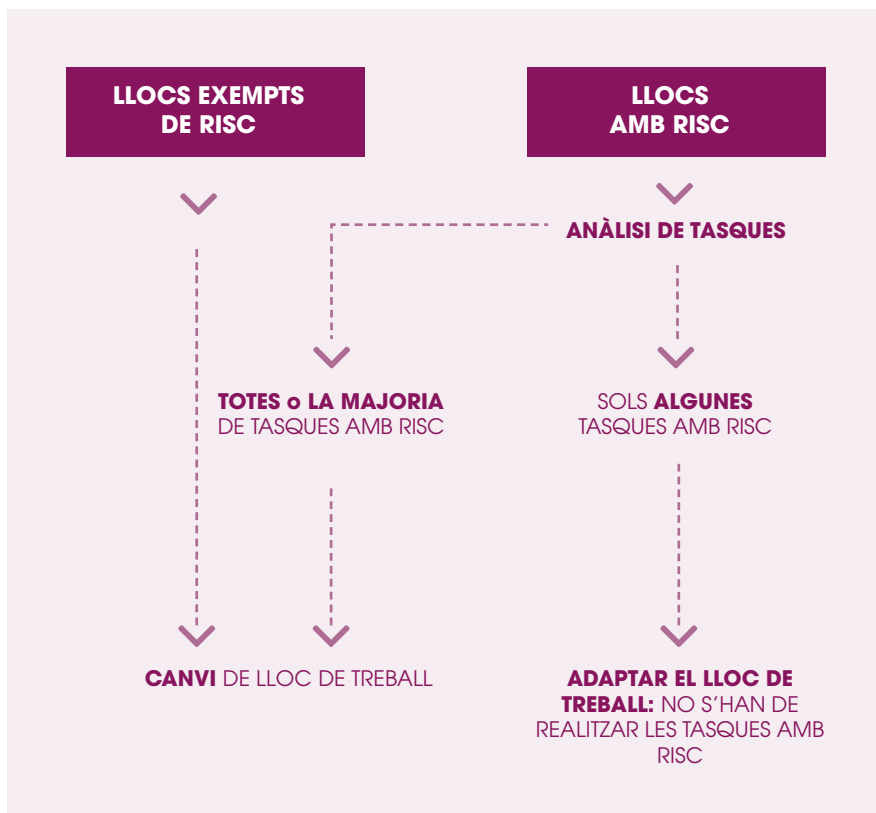 LLOCS EXEMPTS
DE RISC
LLOCS
AMB RISC
ANÀLISI DE TASQUES
TOTES o LA MAJORIA
DE TASQUES AMB RISC
SOLS ALGUNES
TASQUES AMB RISC
CANVI DE LLOC DE TREBALL
ADAPTAR EL LLOC DE
TREBALL: NO S'HAN DE
REALITZAR LES TASQUES AMB
RISC